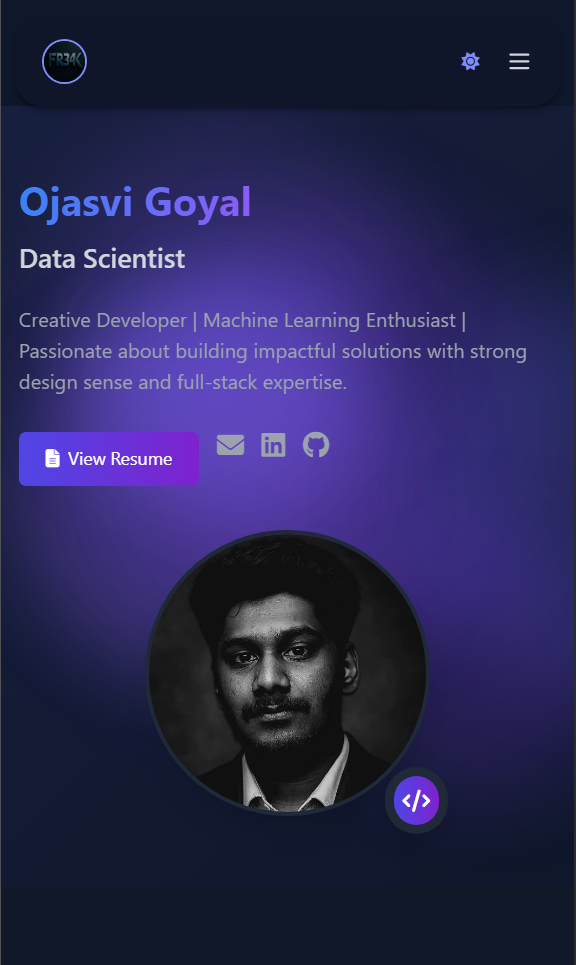 FR34K
Ojasvi Goyal
Data Scientist
Creative Developer | Machine Learning Enthusiast |
Passionate about building impactful solutions with strong
design sense and full-stack expertise.
View Resume